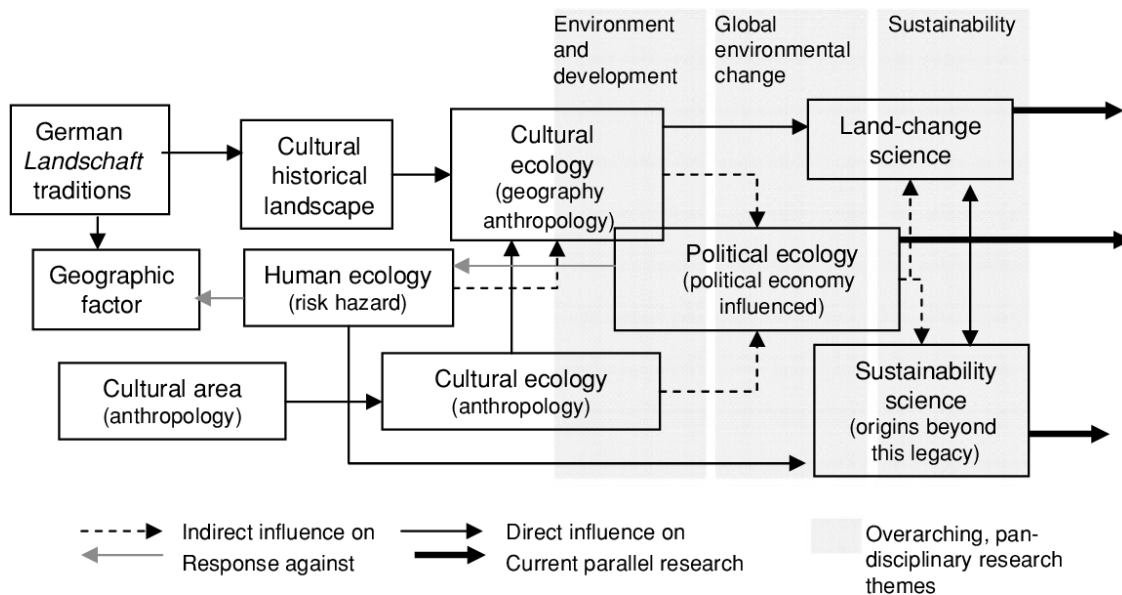 Environment
and
development
Global
environmental
change
Sustainability
German
Landschaft
traditions
Cultural
historical
landscape
Cultural
ecology
(geography
anthropology)
Land-change
science
Geographic
factor
Human ecology
(risk hazard)
Political ecology
(political economy
influenced)
Cultural area
(anthropology)
Cultural ecology
(anthropology)
Sustainability
science
(origins beyond
this legacy)
Indirect influence on
Response against
Direct influence on
Current parallel research
Overarching, pan-
disciplinary research
themes